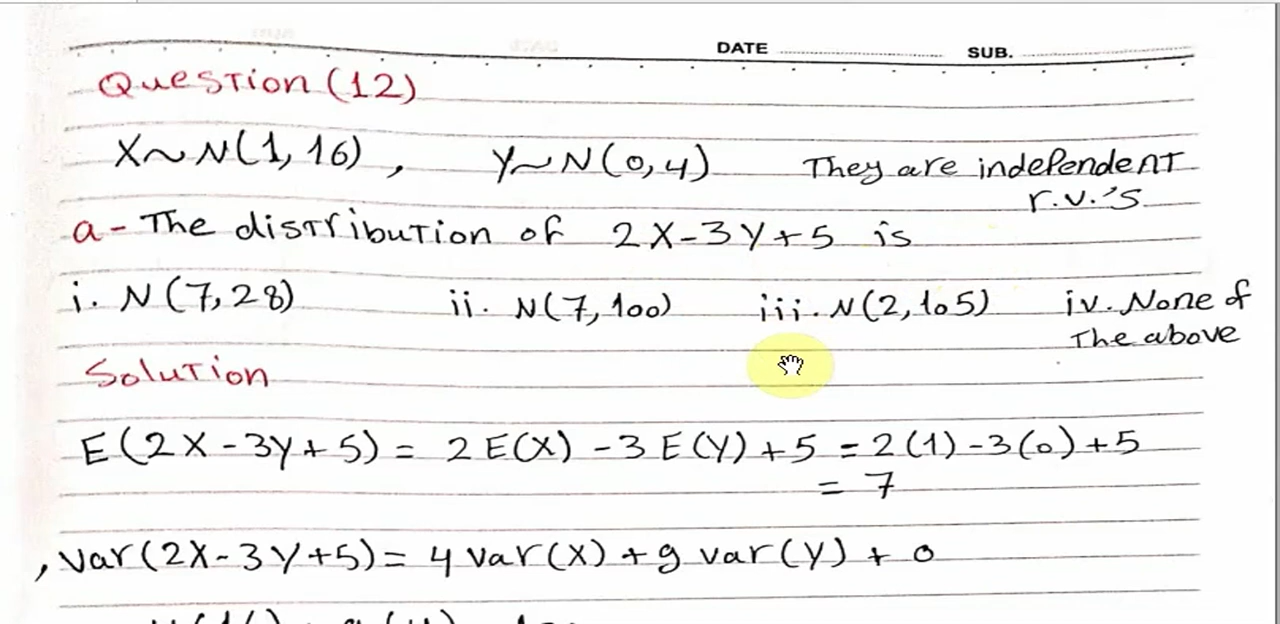 DATE SUB.
Question (12)
X~N(1,16), Y~N(0,4) They are independent
r.v.'s
a- The distribution of 2X-3Y+5 is
i. N(7,28) ii. N(7,100) iii. N(2,105) iv. None of
the above
Solution
E(2X-3Y+5) = 2E(X) -3E(Y)+5 = 2(1)-3(0)+5
= 7
, Var(2X-3Y+5)= 4 Var(X) + 9 Var(Y) + 0